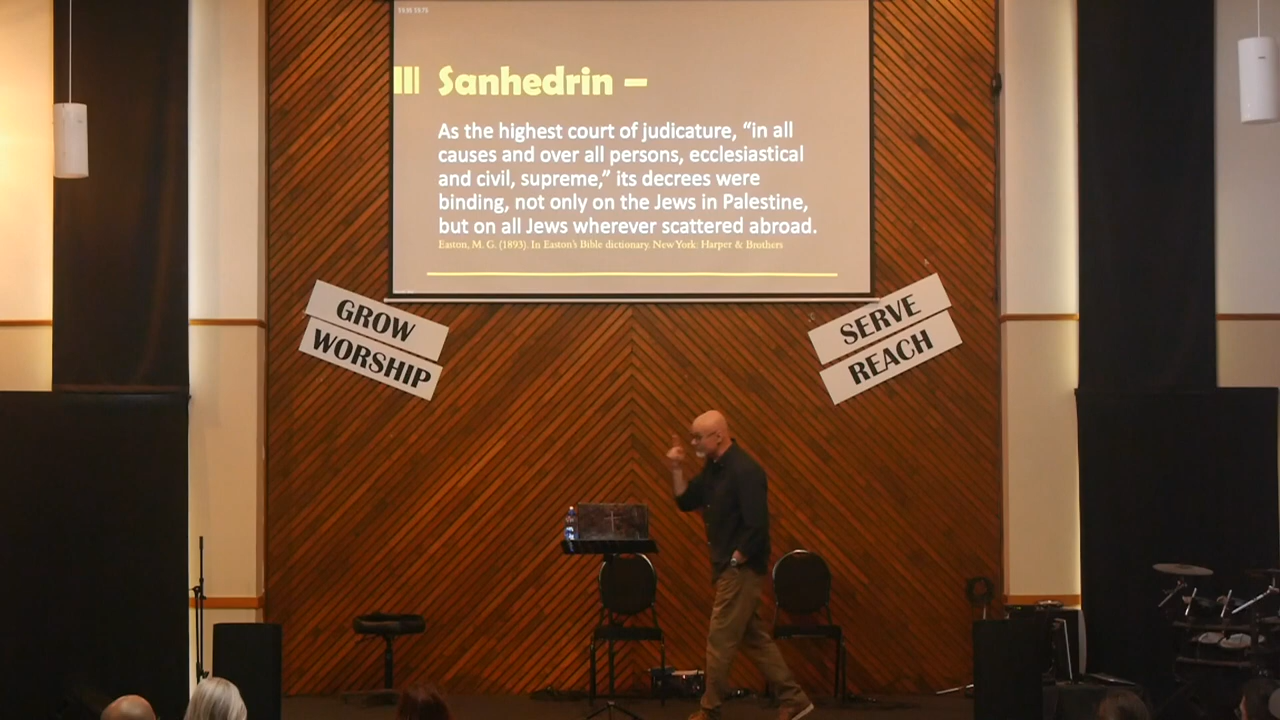 Sanhedrin –
As the highest court of judicature, “in all
causes and over all persons, ecclesiastical
and civil, supreme,” its decrees were
binding, not only on the Jews in Palestine,
but on all Jews wherever scattered abroad.
Easton, M. G. (1893). In Easton's Bible dictionary. New York: Harper & Brothers
GROW
WORSHIP
SERVE
REACH